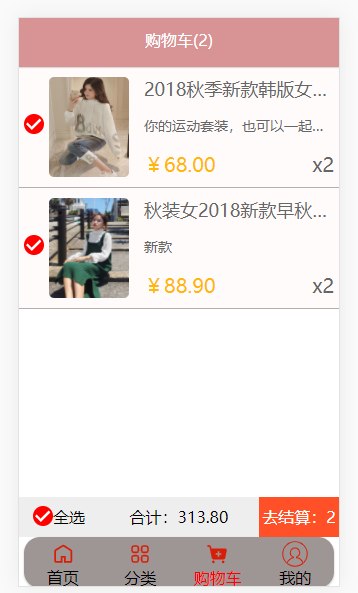 购物车(2)
2018秋季新款韩版女...
你的运动套装，也可以一起...
￥68.00
x2
秋装女2018新款早秋...
新款
￥88.90
x2
全选
合计：313.80
去结算：2
首页
分类
购物车
我的